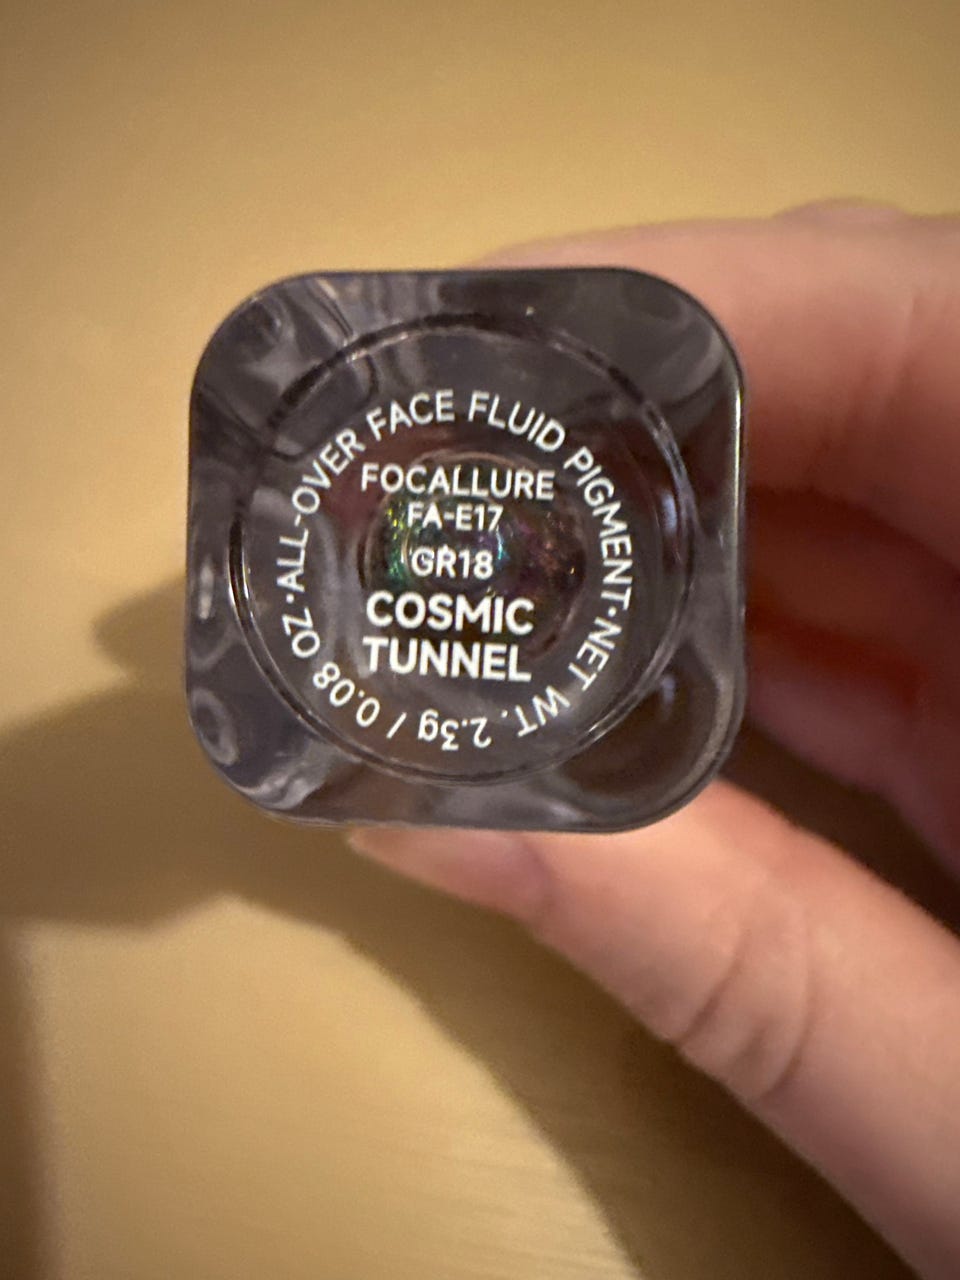 ·ALL-OVER FACE FLUID PIGMENT·NET WT. 2.3g / 0.08 OZ
FOCALLURE
FA-E17
GR18
COSMIC
TUNNEL